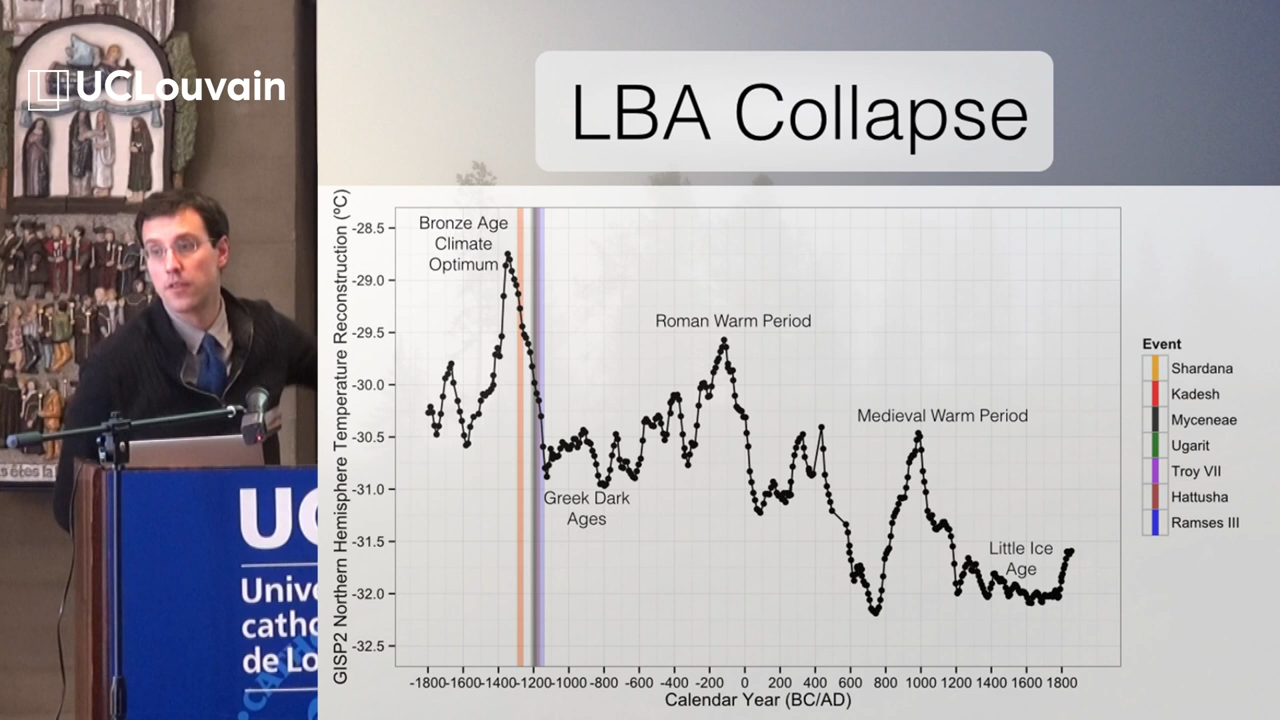 UCLouvain
LBA Collapse
GISP2 Northern Hemisphere Temperature Reconstruction (ºC)
-28.5
-29.0
-29.5
-30.0
-30.5
-31.0
-31.5
-32.0
-32.5
Bronze Age
Climate
Optimum
Roman Warm Period
Medieval Warm Period
Greek Dark
Ages
Little Ice
Age
-1800 -1600 -1400 -1200 -1000 -800 -600 -400 -200 0 200 400 600 800 1000 1200 1400 1600 1800
Calendar Year (BC/AD)
Event
Shardana
Kadesh
Myceneae
Ugarit
Troy VII
Hattusha
Ramses III
UC
Unive
catho
de Lo